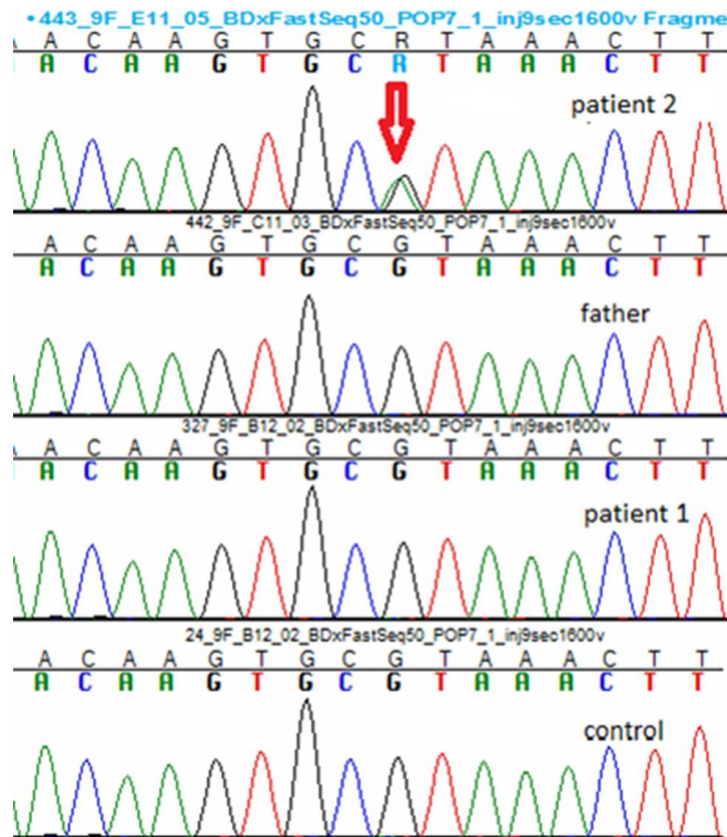 •443_9F_E11_05_BDxFastSeq50_POP7_1_inj9sec1600v Fragme
A C A A G T G C R T A A A C T T
A C A A G T G C R T A A A C T T
patient 2
442_9F_C11_03_BDxFastSeq50_POP7_1_inj9sec1600v
A C A A G T G C G T A A A C T T
A C A A G T G C G T A A A C T T
father
327_9F_B12_02_BDxFastSeq50_POP7_1_inj9sec1600v
A C A A G T G C G T A A A C T T
A C A A G T G C G T A A A C T T
patient 1
24_9F_B12_02_BDxFastSeq50_POP7_1_inj9sec1600v
A C A A G T G C G T A A A C T T
A C A A G T G C G T A A A C T T
control